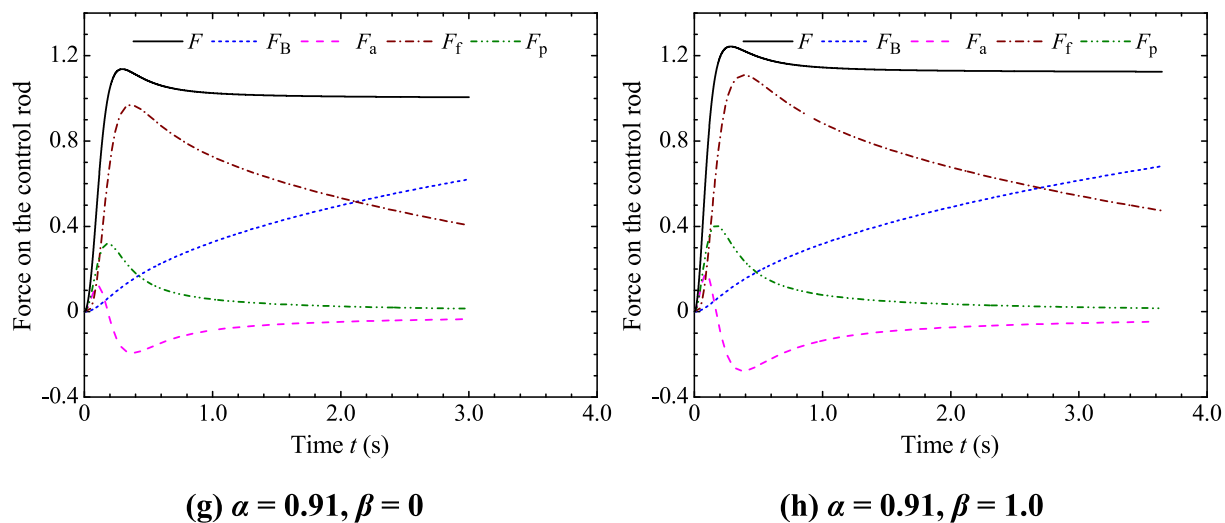 F F_B F_a F_f F_p
1.2
0.8
0.4
0
-0.4
Force on the control rod
0 1.0 2.0 3.0 4.0
Time t (s)
(g) α = 0.91, β = 0
F F_B F_a F_f F_p
1.2
0.8
0.4
0
-0.4
Force on the control rod
0 1.0 2.0 3.0 4.0
Time t (s)
(h) α = 0.91, β = 1.0